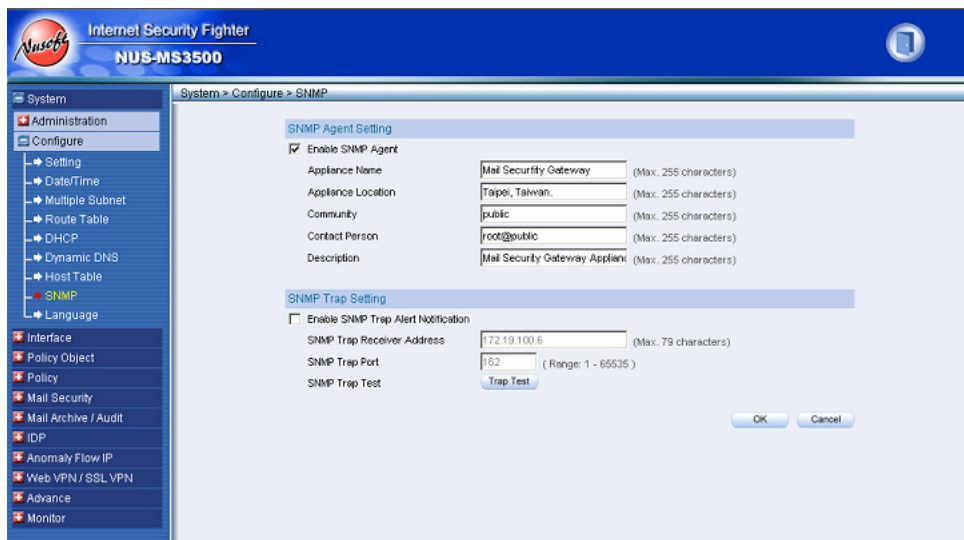 Nusoft
Internet Security Fighter
NUS-MS3500
System
Administration
Configure
Setting
Date/Time
Multiple Subnet
Route Table
DHCP
Dynamic DNS
Host Table
SNMP
Language
Interface
Policy Object
Policy
Mail Security
Mail Archive / Audit
IDP
Anomaly Flow IP
Web VPN / SSL VPN
Advance
Monitor
System > Configure > SNMP
SNMP Agent Setting
Enable SNMP Agent
Appliance Name Mail Security Gateway (Max. 255 characters)
Appliance Location Taipei, Taiwan. (Max. 255 characters)
Community public (Max. 255 characters)
Contact Person root@public (Max. 255 characters)
Description Mail Security Gateway Applianc (Max. 255 characters)
SNMP Trap Setting
Enable SNMP Trap Alert Notification
SNMP Trap Receiver Address 172.19.100.6 (Max. 79 characters)
SNMP Trap Port 162 ( Range: 1 - 65535 )
SNMP Trap Test Trap Test
OK Cancel